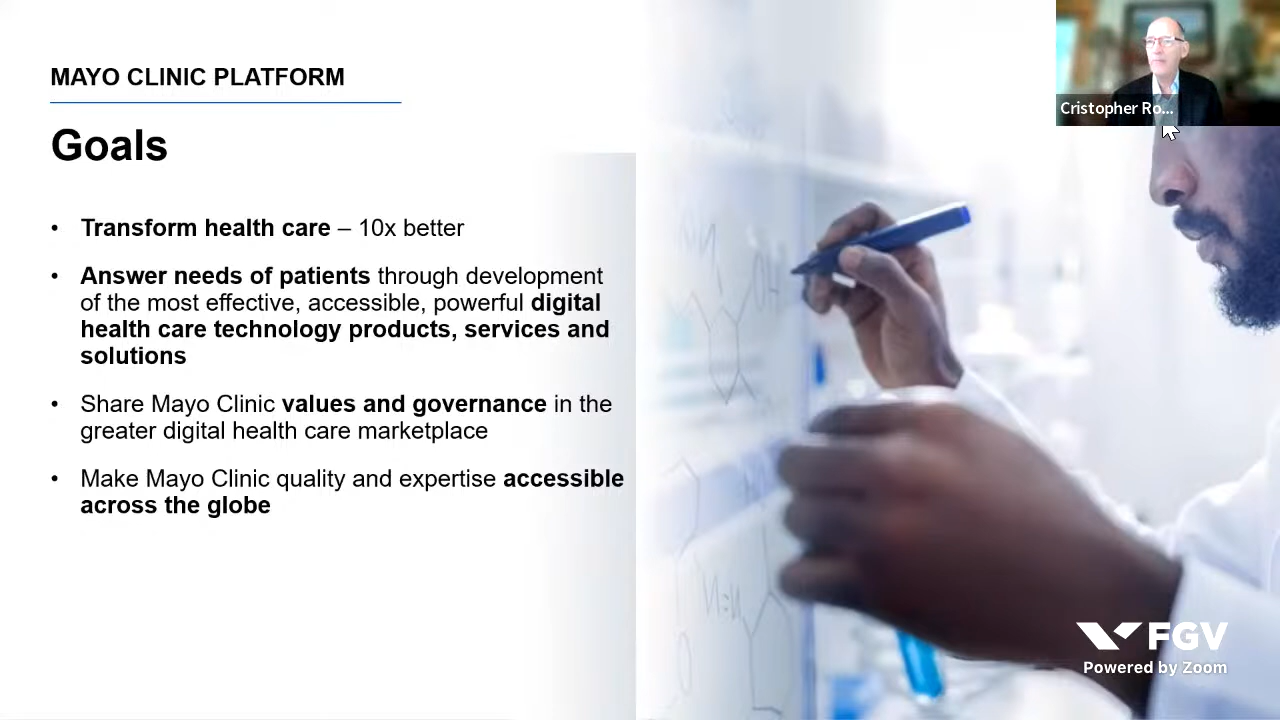 MAYO CLINIC PLATFORM
Goals
• Transform health care – 10x better
• Answer needs of patients through development
of the most effective, accessible, powerful digital
health care technology products, services and
solutions
• Share Mayo Clinic values and governance in the
greater digital health care marketplace
• Make Mayo Clinic quality and expertise accessible
across the globe
Cristopher Ro...
OH
N=N
FGV
Powered by Zoom